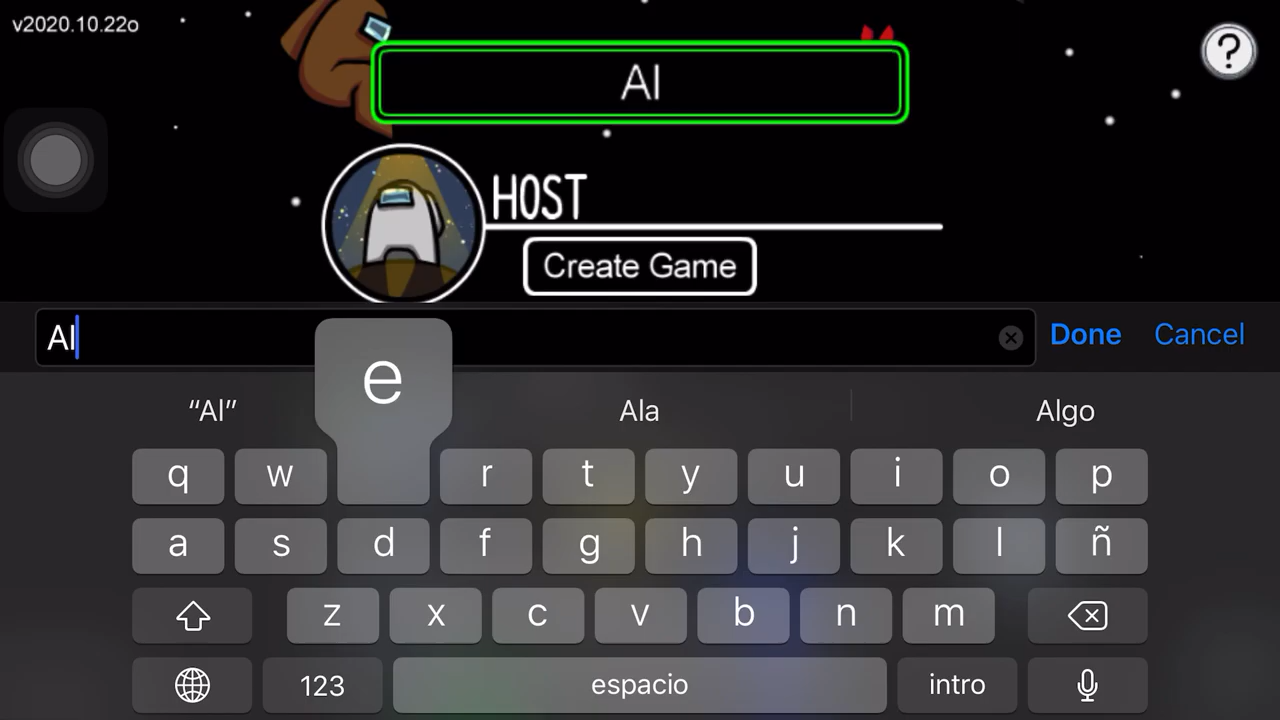 v2020.10.22o
Al
?
HOST
Create Game
Al
Done
Cancel
e
“Al”
Ala
Algo
q w r t y u i o p
a s d f g h j k l ñ
z x c v b n m
123 espacio intro